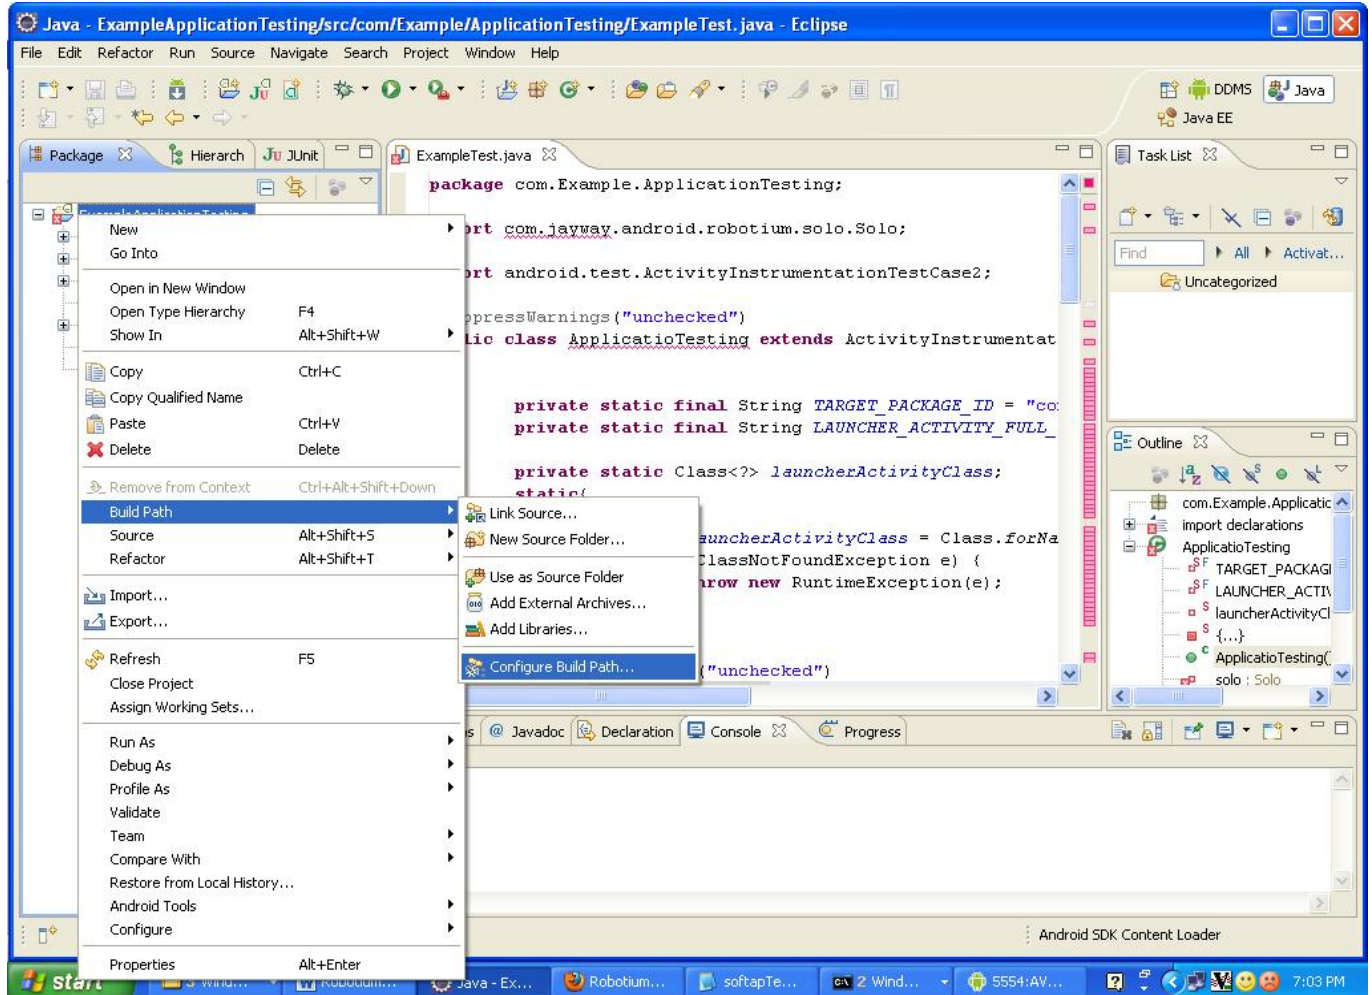 Java - ExampleApplicationTesting/src/com/Example/ApplicationTesting/ExampleTest.java - Eclipse
File Edit Refactor Run Source Navigate Search Project Window Help
DDMS Java
Java EE
Package Hierarchy JUnit
ExampleTest.java
Task List
Find All Activat...
Uncategorized
package com.Example.ApplicationTesting;
ort com.jayway.android.robotium.solo.Solo;
ort android.test.ActivityInstrumentationTestCase2;
ppressWarnings("unchecked")
lic class ApplicatioTesting extends ActivityInstrumentat
private static final String TARGET_PACKAGE_ID = "co
private static final String LAUNCHER_ACTIVITY_FULL_
private static Class<?> launcherActivityClass;
static{
auncherActivityClass = Class.forNa
ClassNotFoundException e) {
row new RuntimeException(e);
("unchecked")
ExampleApplicationTesting
New
Go Into
Open in New Window
Open Type Hierarchy F4
Show In Alt+Shift+W
Copy Ctrl+C
Copy Qualified Name
Paste Ctrl+V
Delete Delete
Remove from Context Ctrl+Alt+Shift+Down
Build Path
Source Alt+Shift+S
Refactor Alt+Shift+T
Import...
Export...
Refresh F5
Close Project
Assign Working Sets...
Run As
Debug As
Profile As
Validate
Team
Compare With
Restore from Local History...
Android Tools
Configure
Properties Alt+Enter
Link Source...
New Source Folder...
Use as Source Folder
Add External Archives...
Add Libraries...
Configure Build Path...
Outline
com.Example.Applicatic
import declarations
ApplicatioTesting
TARGET_PACKAGI
LAUNCHER_ACTIV
launcherActivityCl
{...}
ApplicatioTesting(
solo : Solo
s @ Javadoc Declaration Console Progress
Android SDK Content Loader
start 3 Wind... Robotium... Java - Ex... Robotium... softapTe... 2 Wind... 5554:AV... 7:03 PM